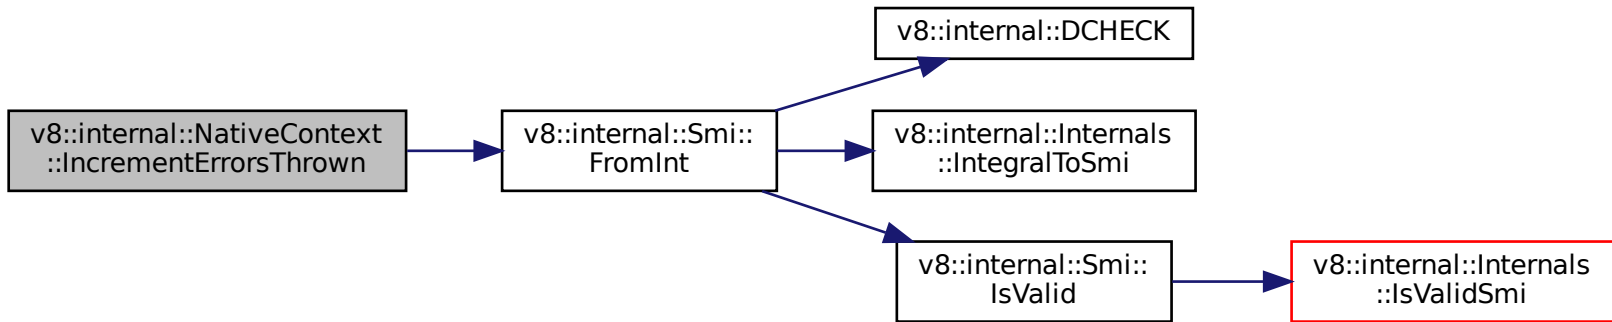 v8::internal::DCHECK
v8::internal::NativeContext
::IncrementErrorsThrown
v8::internal::Smi::
FromInt
v8::internal::Internals
::IntegralToSmi
v8::internal::Smi::
IsValid
v8::internal::Internals
::IsValidSmi